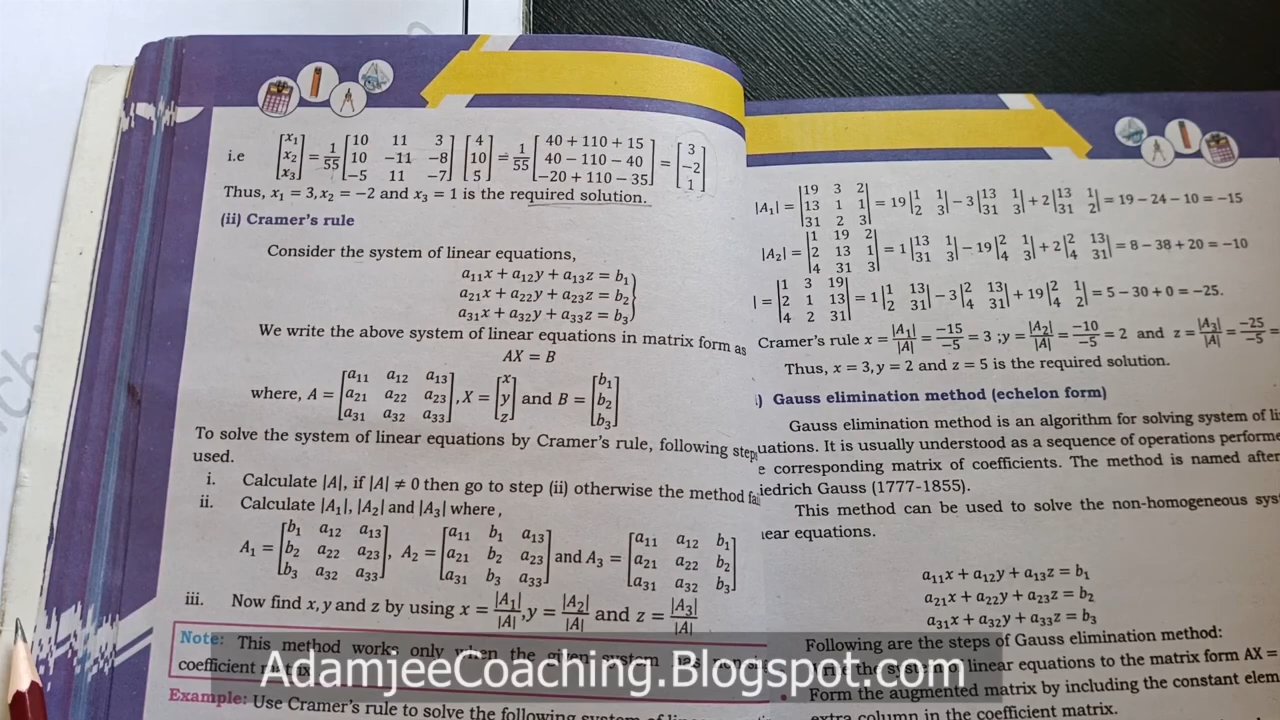 i.e [x₁ x₂ x₃] = 1/55 [10 11 3; 10 −11 −8; −5 11 −7] [4 10 5] = 1/55 [40 + 110 + 15; 40 − 110 − 40; −20 + 110 − 35] = [3 −2 1]
Thus, x₁ = 3, x₂ = −2 and x₃ = 1 is the required solution.
(ii) Cramer's rule
Consider the system of linear equations,
a₁₁x + a₁₂y + a₁₃z = b₁
a₂₁x + a₂₂y + a₂₃z = b₂
a₃₁x + a₃₂y + a₃₃z = b₃
We write the above system of linear equations in matrix form as
AX = B
where, A = [a₁₁ a₁₂ a₁₃; a₂₁ a₂₂ a₂₃; a₃₁ a₃₂ a₃₃], X = [x y z] and B = [b₁ b₂ b₃]
To solve the system of linear equations by Cramer's rule, following step
used.
i. Calculate |A|, if |A| ≠ 0 then go to step (ii) otherwise the method fa
ii. Calculate |A₁|, |A₂| and |A₃| where,
A₁ = [b₁ a₁₂ a₁₃; b₂ a₂₂ a₂₃; b₃ a₃₂ a₃₃], A₂ = [a₁₁ b₁ a₁₃; a₂₁ b₂ a₂₃; a₃₁ b₃ a₃₃] and A₃ = [a₁₁ a₁₂ b₁; a₂₁ a₂₂ b₂; a₃₁ a₃₂ b₃]
iii. Now find x, y and z by using x = |A₁|/|A|, y = |A₂|/|A| and z = |A₃|/|A|
Note: This method works only when the given system has
coefficient
Example: Use Cramer's rule to solve the following system of
|A₁| = |19 3 2; 13 1 1; 31 2 3| = 19|1 1; 2 3| − 3|13 1; 31 3| + 2|13 1; 31 2| = 19 − 24 − 10 = −15
|A₂| = |1 19 2; 2 13 1; 4 31 3| = 1|13 1; 31 3| − 19|2 1; 4 3| + 2|2 13; 4 31| = 8 − 38 + 20 = −10
| = |1 3 19; 2 1 13; 4 2 31| = 1|1 13; 2 31| − 3|2 13; 4 31| + 19|2 1; 4 2| = 5 − 30 + 0 = −25.
Cramer's rule x = |A₁|/|A| = −15/−5 = 3 ; y = |A₂|/|A| = −10/−5 = 2 and z = |A₃|/|A| = −25/−5 =
Thus, x = 3, y = 2 and z = 5 is the required solution.
) Gauss elimination method (echelon form)
Gauss elimination method is an algorithm for solving system of li
uations. It is usually understood as a sequence of operations performe
e corresponding matrix of coefficients. The method is named after
iedrich Gauss (1777-1855).
This method can be used to solve the non-homogeneous sys
near equations.
a₁₁x + a₁₂y + a₁₃z = b₁
a₂₁x + a₂₂y + a₂₃z = b₂
a₃₁x + a₃₂y + a₃₃z = b₃
Following are the steps of Gauss elimination method:
the system of linear equations to the matrix form AX =
• Form the augmented matrix by including the constant elem
extra column in the coefficient matrix.
AdamjeeCoaching.Blogspot.com